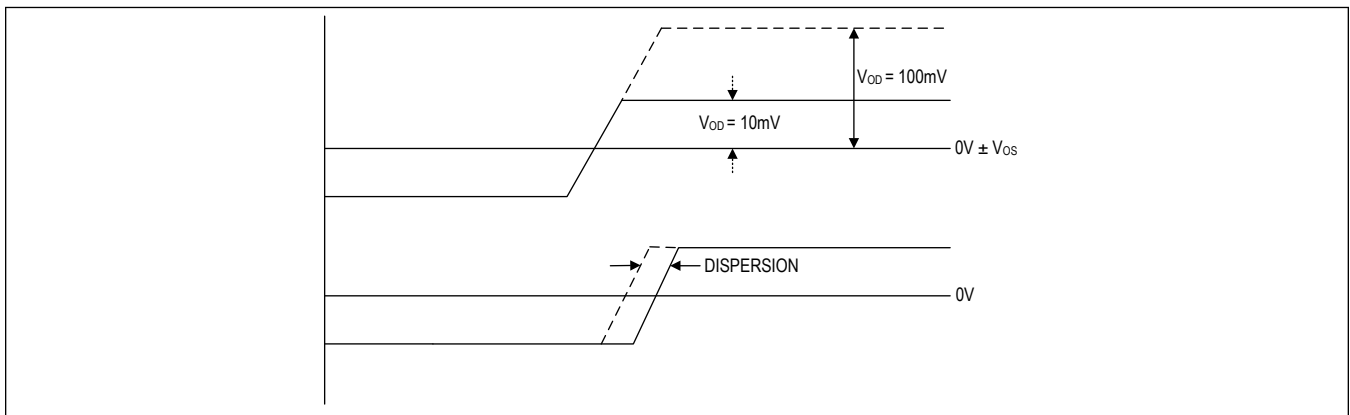 V_OD = 100mV
V_OD = 10mV
0V ± V_OS
DISPERSION
0V